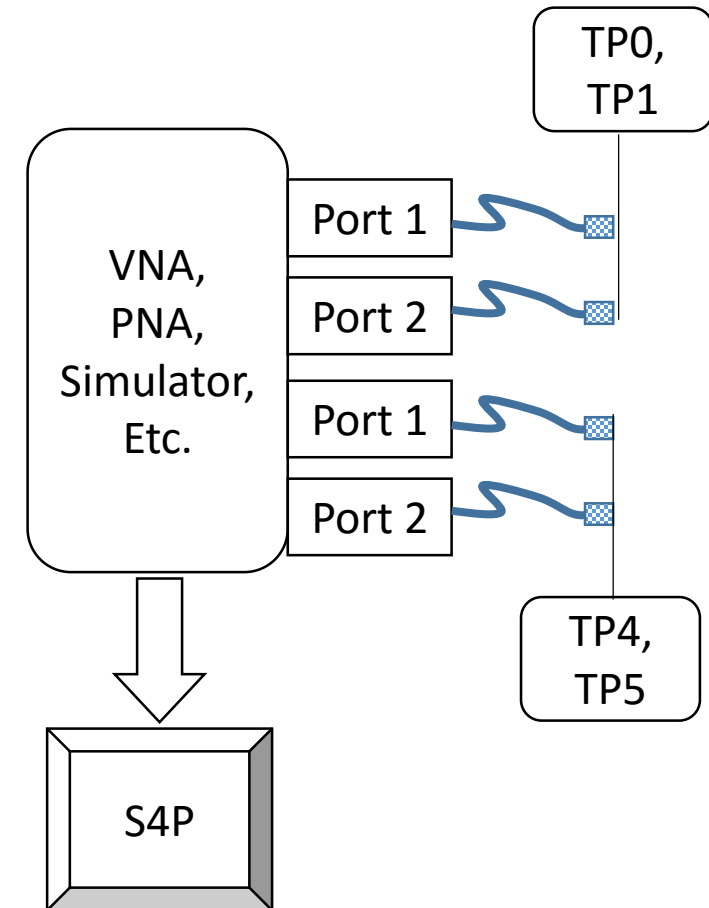 TP0,
TP1
Port 1
VNA,
PNA,
Simulator,
Etc.
Port 2
Port 1
Port 2
TP4,
TP5
S4P